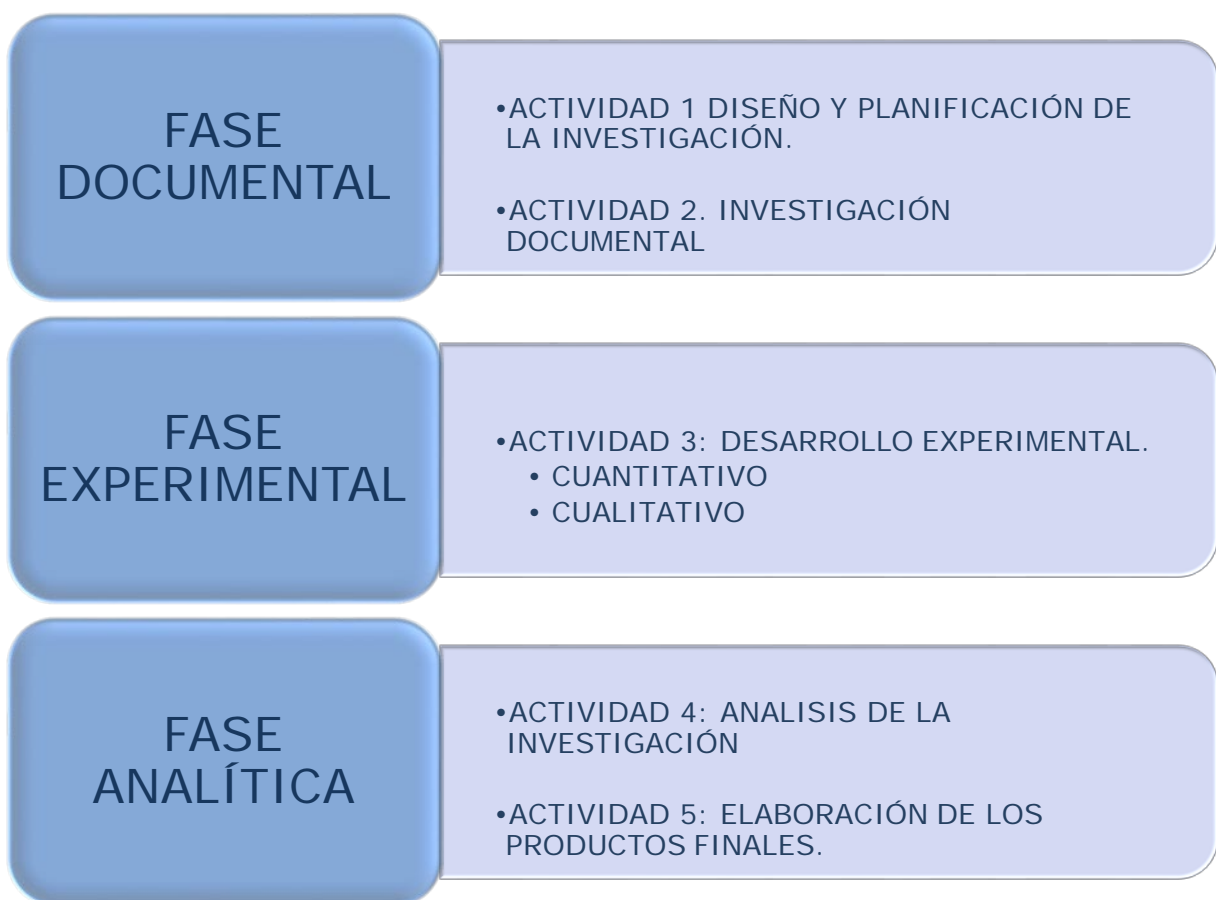 FASE
DOCUMENTAL
•ACTIVIDAD 1 DISEÑO Y PLANIFICACIÓN DE
LA INVESTIGACIÓN.
•ACTIVIDAD 2. INVESTIGACIÓN
DOCUMENTAL
FASE
EXPERIMENTAL
•ACTIVIDAD 3: DESARROLLO EXPERIMENTAL.
• CUANTITATIVO
• CUALITATIVO
FASE
ANALÍTICA
•ACTIVIDAD 4: ANALISIS DE LA
INVESTIGACIÓN
•ACTIVIDAD 5: ELABORACIÓN DE LOS
PRODUCTOS FINALES.